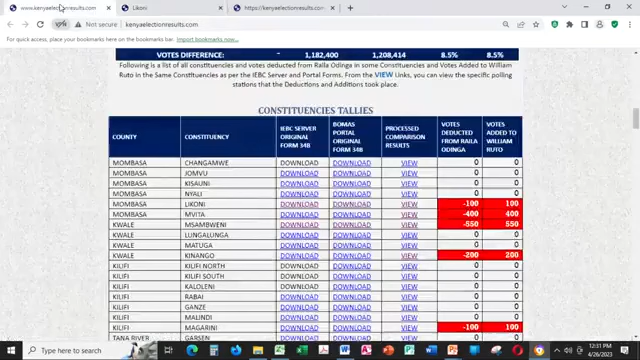 www.kenyaelectionresults.com
Likoni
https://kenyaelectionresults.com
Not secure
kenyaelectionresults.com
For quick access, place your bookmarks here on the bookmarks bar.
VOTES DIFFERENCE: - 1,182,400 1,208,414 8.5% 8.5%
Following is a list of all constituencies and votes deducted from Raila Odinga in some Constituencies and Votes Added to William
Ruto in the Same Constituencies as per the IEBC Server and Portal Forms. From the VIEW Links, you can view the specific polling
stations that the Deductions and Additions took place.
CONSTITUENCIES TALLIES
COUNTY CONSTITUENCY IEBC SERVER ORIGINAL FORM 34B BOMAS PORTAL ORIGINAL FORM 34B PROCESSED COMPARISON RESULTS VOTES DEDUCTED FROM RAILA ODINGA VOTES ADDED TO WILLIAM RUTO
MOMBASA CHANGAMWE DOWNLOAD DOWNLOAD VIEW 0 0
MOMBASA JOMVU DOWNLOAD DOWNLOAD VIEW 0 0
MOMBASA KISAUNI DOWNLOAD DOWNLOAD VIEW 0 0
MOMBASA NYALI DOWNLOAD DOWNLOAD VIEW 0 0
MOMBASA LIKONI DOWNLOAD DOWNLOAD VIEW -100 100
MOMBASA MVITA DOWNLOAD DOWNLOAD VIEW -400 400
KWALE MSAMBWENI DOWNLOAD DOWNLOAD VIEW -550 550
KWALE LUNGALUNGA DOWNLOAD DOWNLOAD VIEW 0 0
KWALE MATUGA DOWNLOAD DOWNLOAD VIEW 0 0
KWALE KINANGO DOWNLOAD DOWNLOAD VIEW -200 200
KILIFI KILIFI NORTH DOWNLOAD DOWNLOAD VIEW 0 0
KILIFI KILIFI SOUTH DOWNLOAD DOWNLOAD VIEW 0 0
KILIFI KALOLENI DOWNLOAD DOWNLOAD VIEW 0 0
KILIFI RABAI DOWNLOAD DOWNLOAD VIEW 0 0
KILIFI GANZE DOWNLOAD DOWNLOAD VIEW 0 0
KILIFI MALINDI DOWNLOAD DOWNLOAD VIEW 0 0
KILIFI MAGARINI DOWNLOAD DOWNLOAD VIEW -100 100
TANA RIVER GARSEN DOWNLOAD DOWNLOAD VIEW 0 0
Type here to search
12:31 PM
4/26/2023